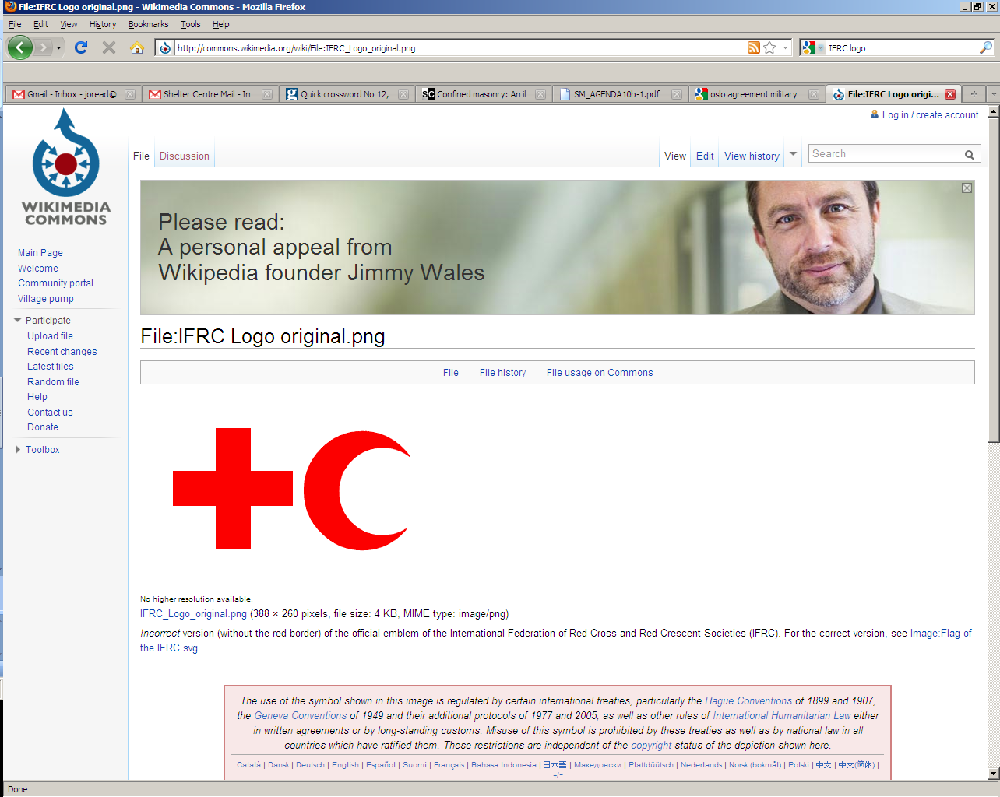 File:IFRC Logo original.png - Wikimedia Commons - Mozilla Firefox
File Edit View History Bookmarks Tools Help
http://commons.wikimedia.org/wiki/File:IFRC_Logo_original.png
IFRC logo
Gmail - Inbox - joread@...
Shelter Centre Mail - In...
Quick crossword No 12,...
SC Confined masonry: An il...
SM_AGENDA10b-1.pdf ...
oslo agreement military ...
File:IFRC Logo origi...
Log in / create account
File Discussion
View Edit View history
Search
WIKIMEDIA
COMMONS
Main Page
Welcome
Community portal
Village pump
Participate
Upload file
Recent changes
Latest files
Random file
Help
Contact us
Donate
Toolbox
Please read:
A personal appeal from
Wikipedia founder Jimmy Wales
File:IFRC Logo original.png
File File history File usage on Commons
No higher resolution available.
IFRC_Logo_original.png (388 × 260 pixels, file size: 4 KB, MIME type: image/png)
Incorrect version (without the red border) of the official emblem of the International Federation of Red Cross and Red Crescent Societies (IFRC). For the correct version, see Image:Flag of
the IFRC.svg
The use of the symbol shown in this image is regulated by certain international treaties, particularly the Hague Conventions of 1899 and 1907,
the Geneva Conventions of 1949 and their additional protocols of 1977 and 2005, as well as other rules of International Humanitarian Law either
in written agreements or by long-standing customs. Misuse of this symbol is prohibited by these treaties as well as by national law in all
countries which have ratified them. These restrictions are independent of the copyright status of the depiction shown here.
Català | Dansk | Deutsch | English | Español | Suomi | Français | Bahasa Indonesia | 日本語 | Македонски | Plattdüütsch | Nederlands | Norsk (bokmål) | Polski | 中文 | 中文(简体) |
+/−
Done